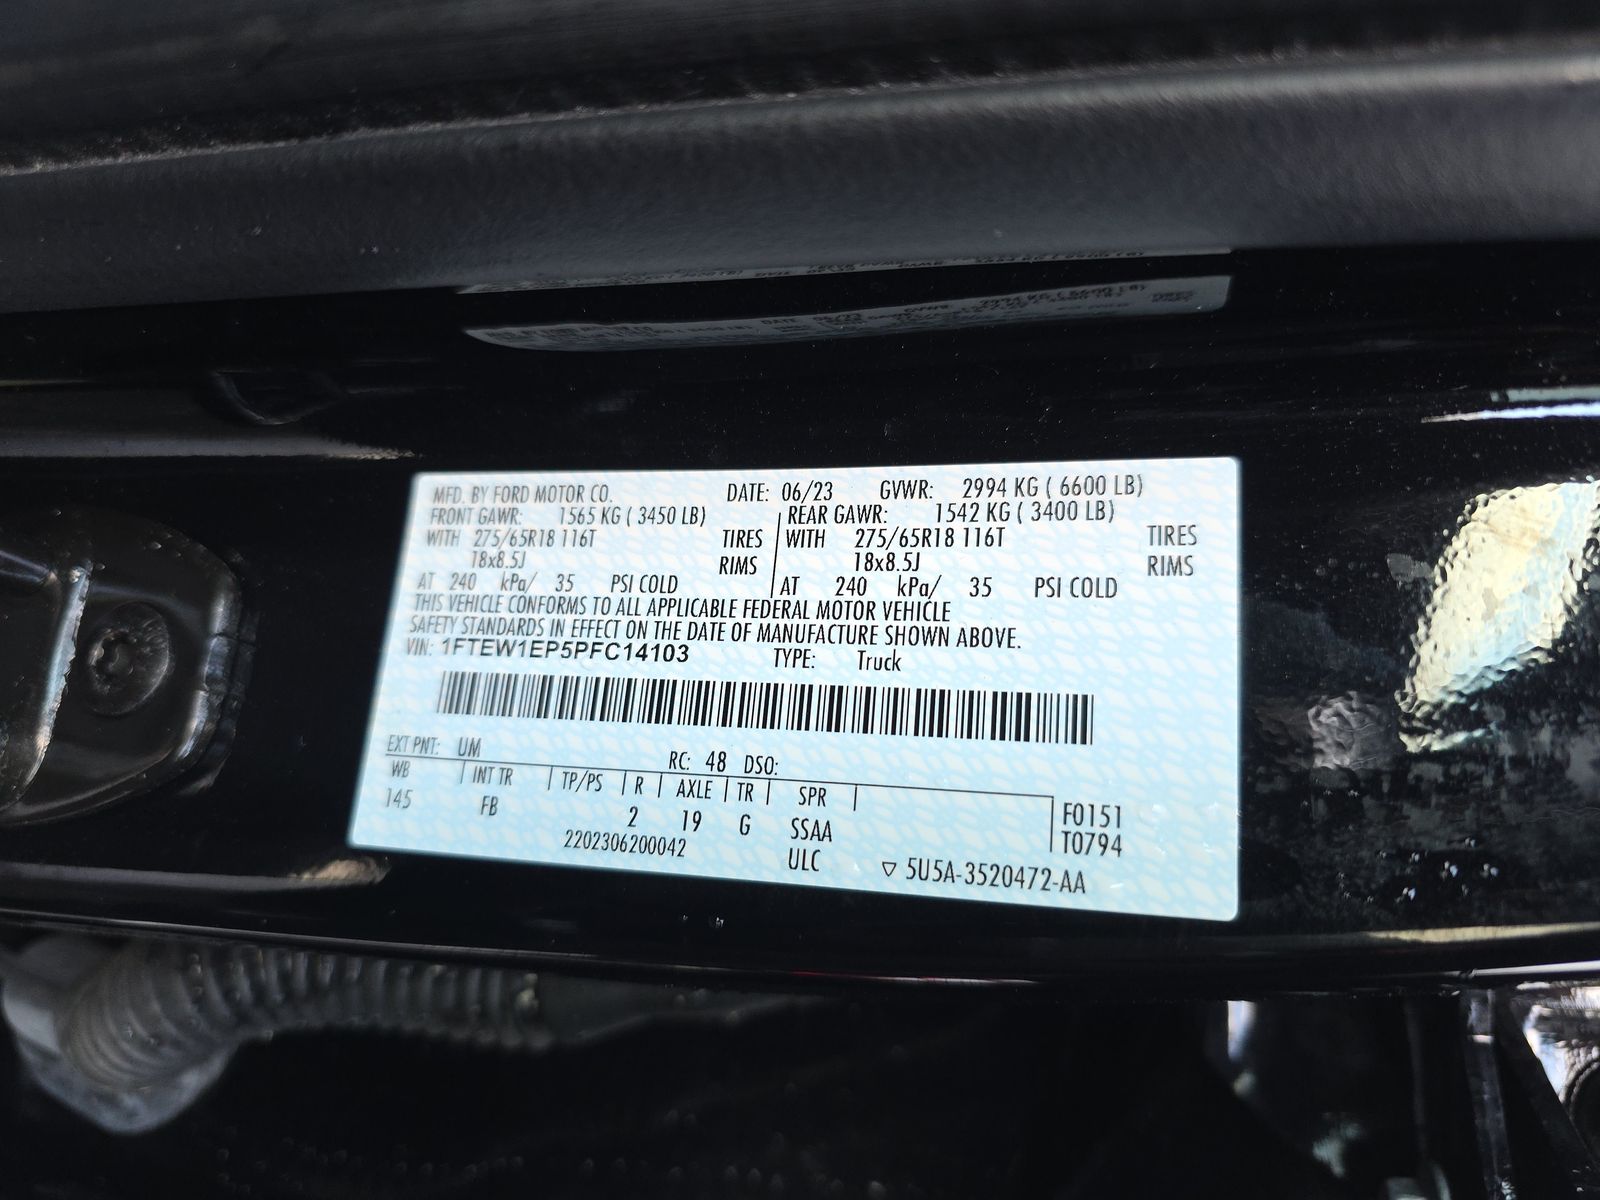 MFD. BY FORD MOTOR CO. DATE: 06/23 GVWR: 2994 KG ( 6600 LB)
FRONT GAWR: 1565 KG ( 3450 LB) REAR GAWR: 1542 KG ( 3400 LB)
WITH 275/65R18 116T TIRES WITH 275/65R18 116T TIRES
18x8.5J RIMS 18x8.5J RIMS
AT 240 kPa/ 35 PSI COLD AT 240 kPa/ 35 PSI COLD
THIS VEHICLE CONFORMS TO ALL APPLICABLE FEDERAL MOTOR VEHICLE
SAFETY STANDARDS IN EFFECT ON THE DATE OF MANUFACTURE SHOWN ABOVE.
VIN: 1FTEW1EP5PFC14103 TYPE: Truck
EXT PNT: UM RC: 48 DSO:
WB INT TR TP/PS R AXLE TR SPR F0151
145 FB 2 19 G SSAA T0794
2202306200042 ULC ▽ 5U5A-3520472-AA